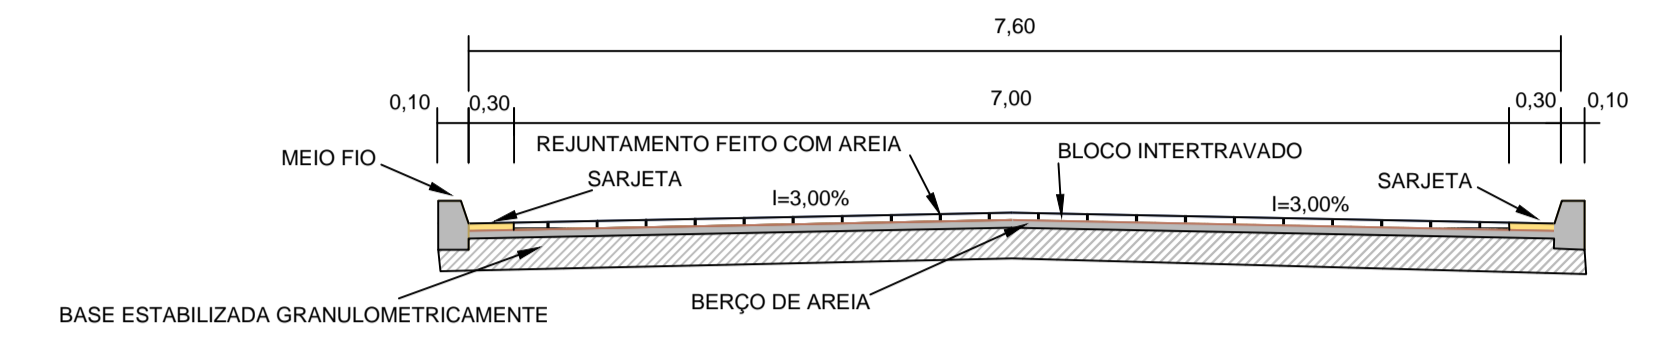 7,60
0,10
0,30
7,00
0,30
0,10
MEIO FIO
REJUNTAMENTO FEITO COM AREIA
BLOCO INTERTRAVADO
SARJETA
SARJETA
I=3,00%
I=3,00%
BERÇO DE AREIA
BASE ESTABILIZADA GRANULOMETRICAMENTE